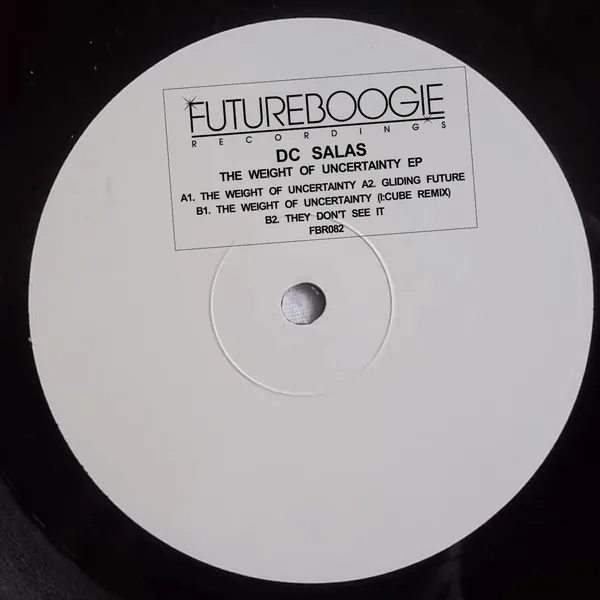 FUTUREBOOGIE
RECORDINGS
DC SALAS
THE WEIGHT OF UNCERTAINTY EP
A1. THE WEIGHT OF UNCERTAINTY A2. GLIDING FUTURE
B1. THE WEIGHT OF UNCERTAINTY (I:CUBE REMIX)
B2. THEY DON'T SEE IT
FBR082